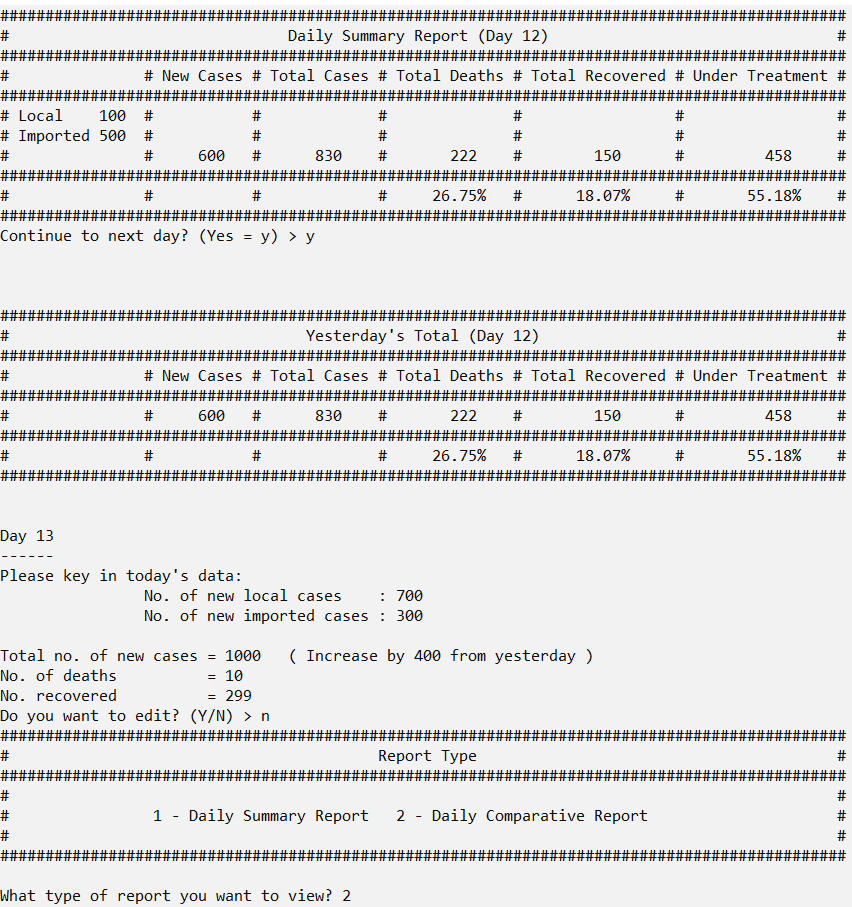 ##############################################################################################
#                               Daily Summary Report (Day 12)                                #
##############################################################################################
#               # New Cases # Total Cases # Total Deaths # Total Recovered # Under Treatment #
##############################################################################################
# Local    100  #           #             #              #                 #                 #
# Imported 500  #           #             #              #                 #                 #
#               #     600   #      830    #       222    #        150      #         458     #
##############################################################################################
#               #           #             #     26.75%   #      18.07%     #       55.18%    #
##############################################################################################
Continue to next day? (Yes = y) > y
##############################################################################################
#                                 Yesterday's Total (Day 12)                                 #
##############################################################################################
#               # New Cases # Total Cases # Total Deaths # Total Recovered # Under Treatment #
##############################################################################################
#               #     600   #      830    #       222    #        150      #         458     #
##############################################################################################
#               #           #             #     26.75%   #      18.07%     #       55.18%    #
##############################################################################################
Day 13
------
Please key in today's data:
                No. of new local cases    : 700
                No. of new imported cases : 300
Total no. of new cases = 1000   ( Increase by 400 from yesterday )
No. of deaths          = 10
No. recovered          = 299
Do you want to edit? (Y/N) > n
##############################################################################################
#                                         Report Type                                        #
##############################################################################################
#                                                                                            #
#                1 - Daily Summary Report   2 - Daily Comparative Report                     #
#                                                                                            #
##############################################################################################
What type of report you want to view? 2